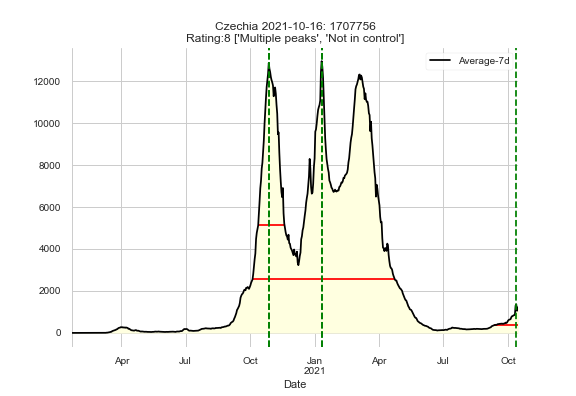 Czechia 2021-10-16: 1707756
Rating:8 ['Multiple peaks', 'Not in control']
Average-7d
12000
10000
8000
6000
4000
2000
0
Apr Jul Oct Jan Apr Jul Oct
2021
Date